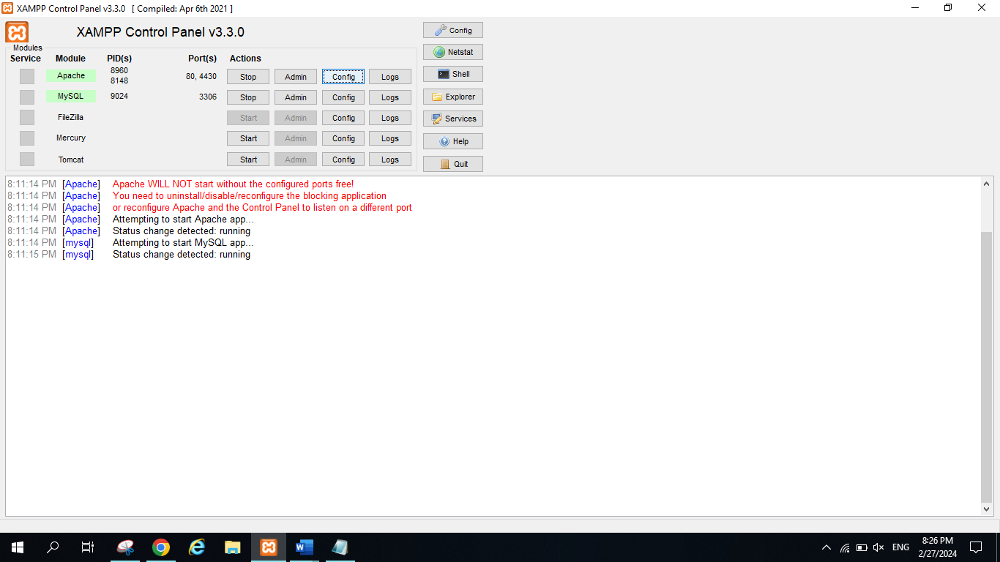 XAMPP Control Panel v3.3.0 [ Compiled: Apr 6th 2021 ]
XAMPP Control Panel v3.3.0
Config
Modules
Service Module PID(s) Port(s) Actions
Netstat
Apache 8960 8148 80, 4430 Stop Admin Config Logs
Shell
MySQL 9024 3306 Stop Admin Config Logs
Explorer
FileZilla Start Admin Config Logs
Services
Mercury Start Admin Config Logs
Help
Tomcat Start Admin Config Logs
Quit
8:11:14 PM [Apache] Apache WILL NOT start without the configured ports free!
8:11:14 PM [Apache] You need to uninstall/disable/reconfigure the blocking application
8:11:14 PM [Apache] or reconfigure Apache and the Control Panel to listen on a different port
8:11:14 PM [Apache] Attempting to start Apache app...
8:11:14 PM [Apache] Status change detected: running
8:11:14 PM [mysql] Attempting to start MySQL app...
8:11:15 PM [mysql] Status change detected: running
ENG
8:26 PM
2/27/2024